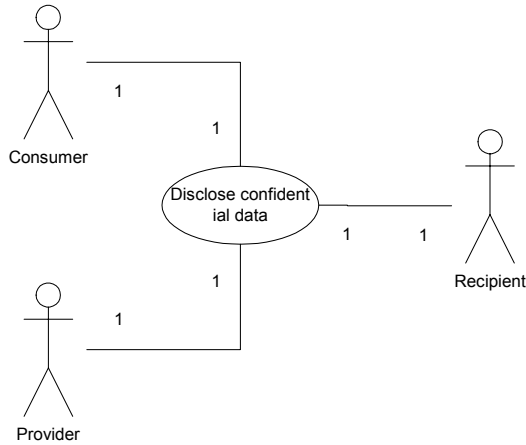 1
1
Consumer
Disclose confident
ial data
1
1
Recipient
1
1
Provider